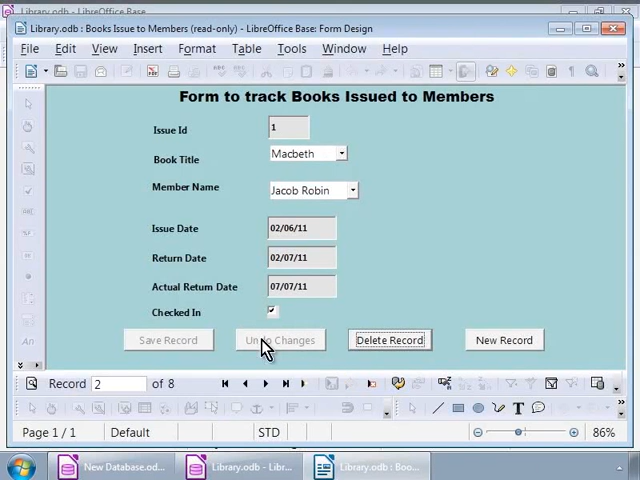 Library.odb : Books Issue to Members (read-only) - LibreOffice Base: Form Design
File Edit View Insert Format Table Tools Window Help
Form to track Books Issued to Members
Issue Id 1
Book Title Macbeth
Member Name Jacob Robin
Issue Date 02/06/11
Return Date 02/07/11
Actual Return Date 07/07/11
Checked In
Save Record Undo Changes Delete Record New Record
Record 2 of 8
Page 1 / 1 Default STD 86%
New Database.od... Library.odb - Libr... Library.odb : Boo...